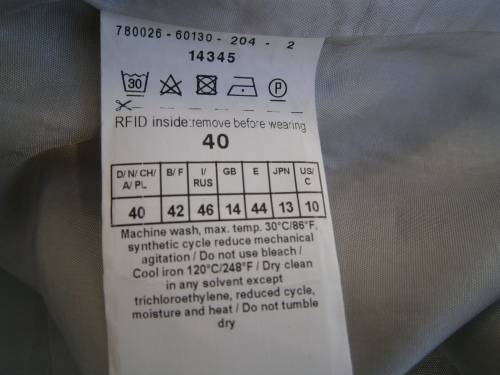 780026-60130-204 - 2
14345
30 P
RFID inside:remove before wearing
40
D/ N/ CH/ A/ PL B/ F I/ RUS GB E JPN US/ C
40 42 46 14 44 13 10
Machine wash, max. temp. 30°C/86°F,
synthetic cycle reduce mechanical
agitation / Do not use bleach /
Cool iron 120°C/248°F / Dry clean
in any solvent except
trichloroethylene, reduced cycle,
moisture and heat / Do not tumble
dry